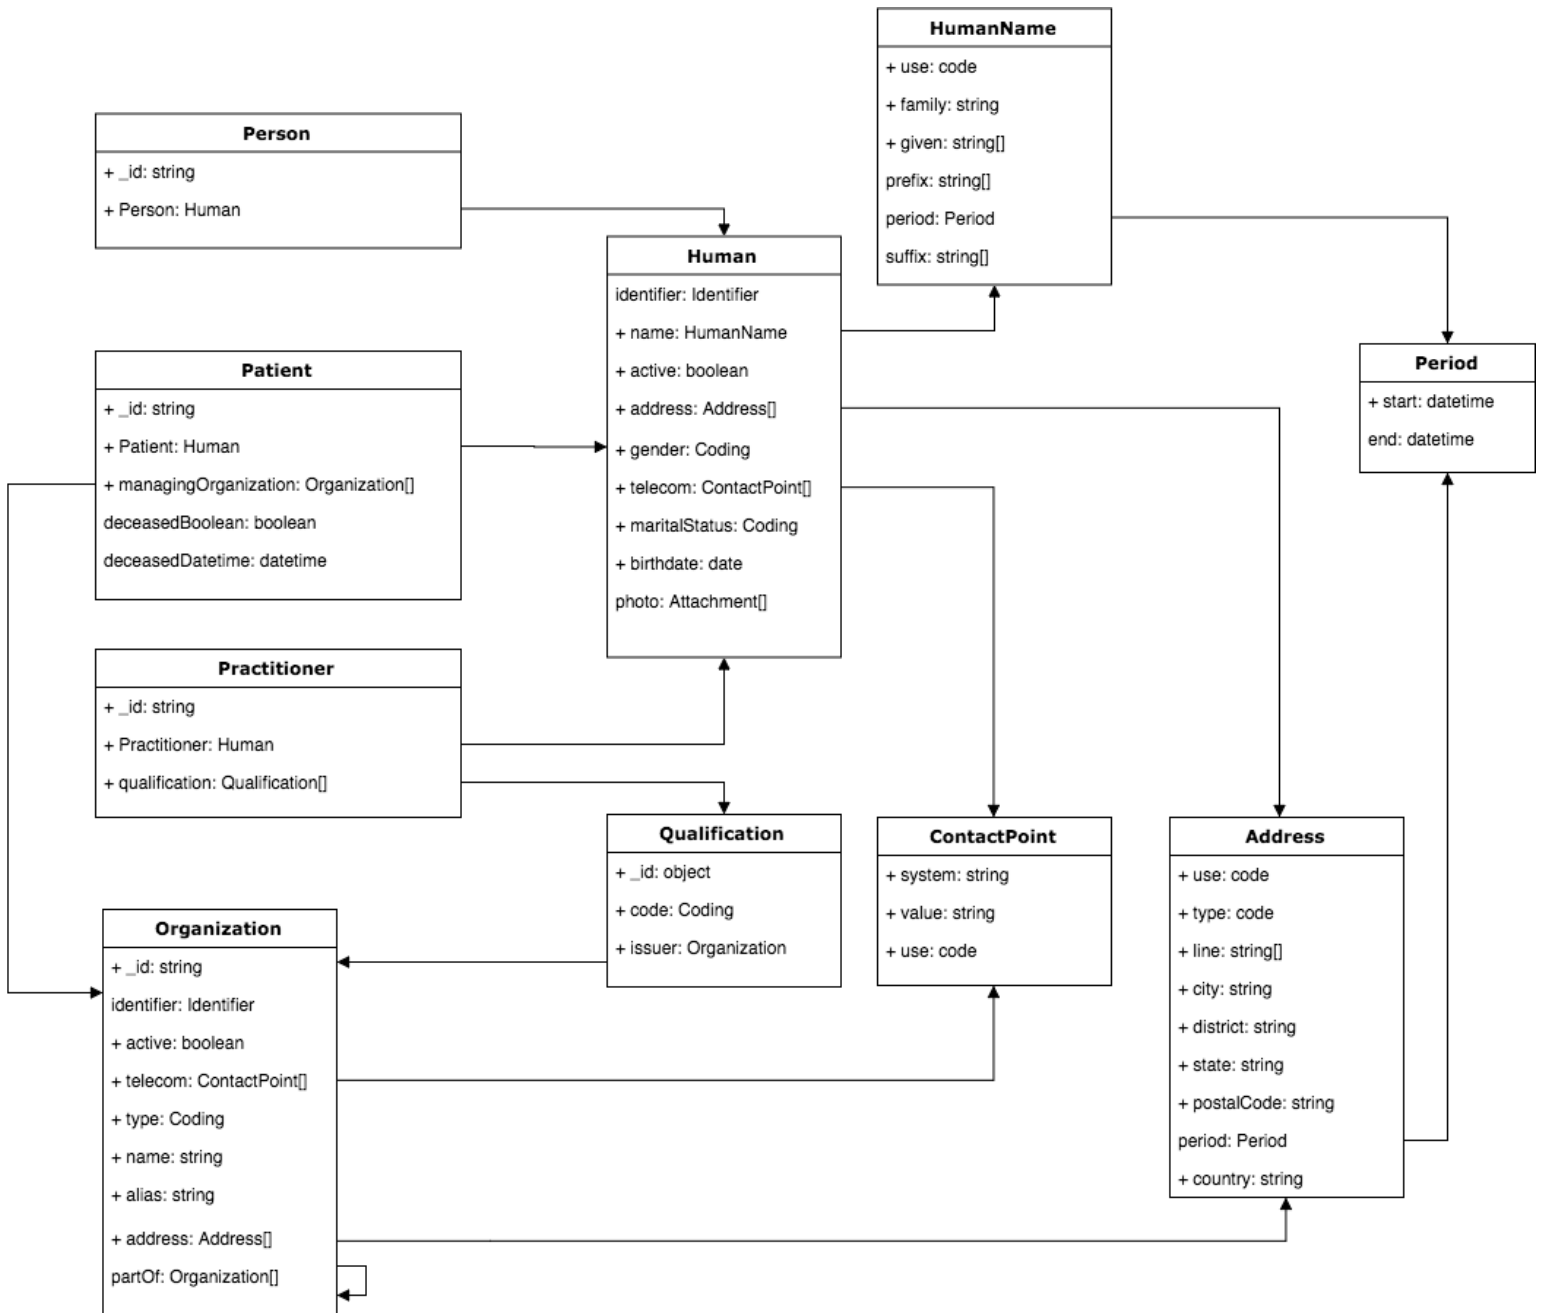 HumanName
+ use: code
+ family: string
+ given: string[]
prefix: string[]
period: Period
suffix: string[]
Person
+ _id: string
+ Person: Human
Human
identifier: Identifier
+ name: HumanName
+ active: boolean
+ address: Address[]
+ gender: Coding
+ telecom: ContactPoint[]
+ maritalStatus: Coding
+ birthdate: date
photo: Attachment[]
Period
+ start: datetime
end: datetime
Patient
+ _id: string
+ Patient: Human
+ managingOrganization: Organization[]
deceasedBoolean: boolean
deceasedDatetime: datetime
Practitioner
+ _id: string
+ Practitioner: Human
+ qualification: Qualification[]
Qualification
+ _id: object
+ code: Coding
+ issuer: Organization
ContactPoint
+ system: string
+ value: string
+ use: code
Address
+ use: code
+ type: code
+ line: string[]
+ city: string
+ district: string
+ state: string
+ postalCode: string
period: Period
+ country: string
Organization
+ _id: string
identifier: Identifier
+ active: boolean
+ telecom: ContactPoint[]
+ type: Coding
+ name: string
+ alias: string
+ address: Address[]
partOf: Organization[]